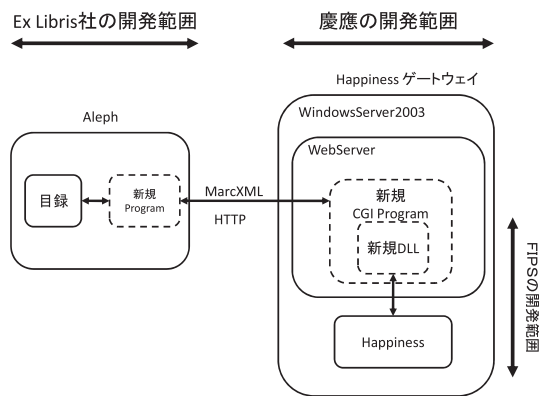 Ex Libris社の開発範囲
慶應の開発範囲
Happiness ゲートウェイ
Aleph
WindowsServer2003
WebServer
目録
新規
Program
MarcXML
HTTP
新規
CGI Program
新規DLL
Happiness
FIPSの開発範囲